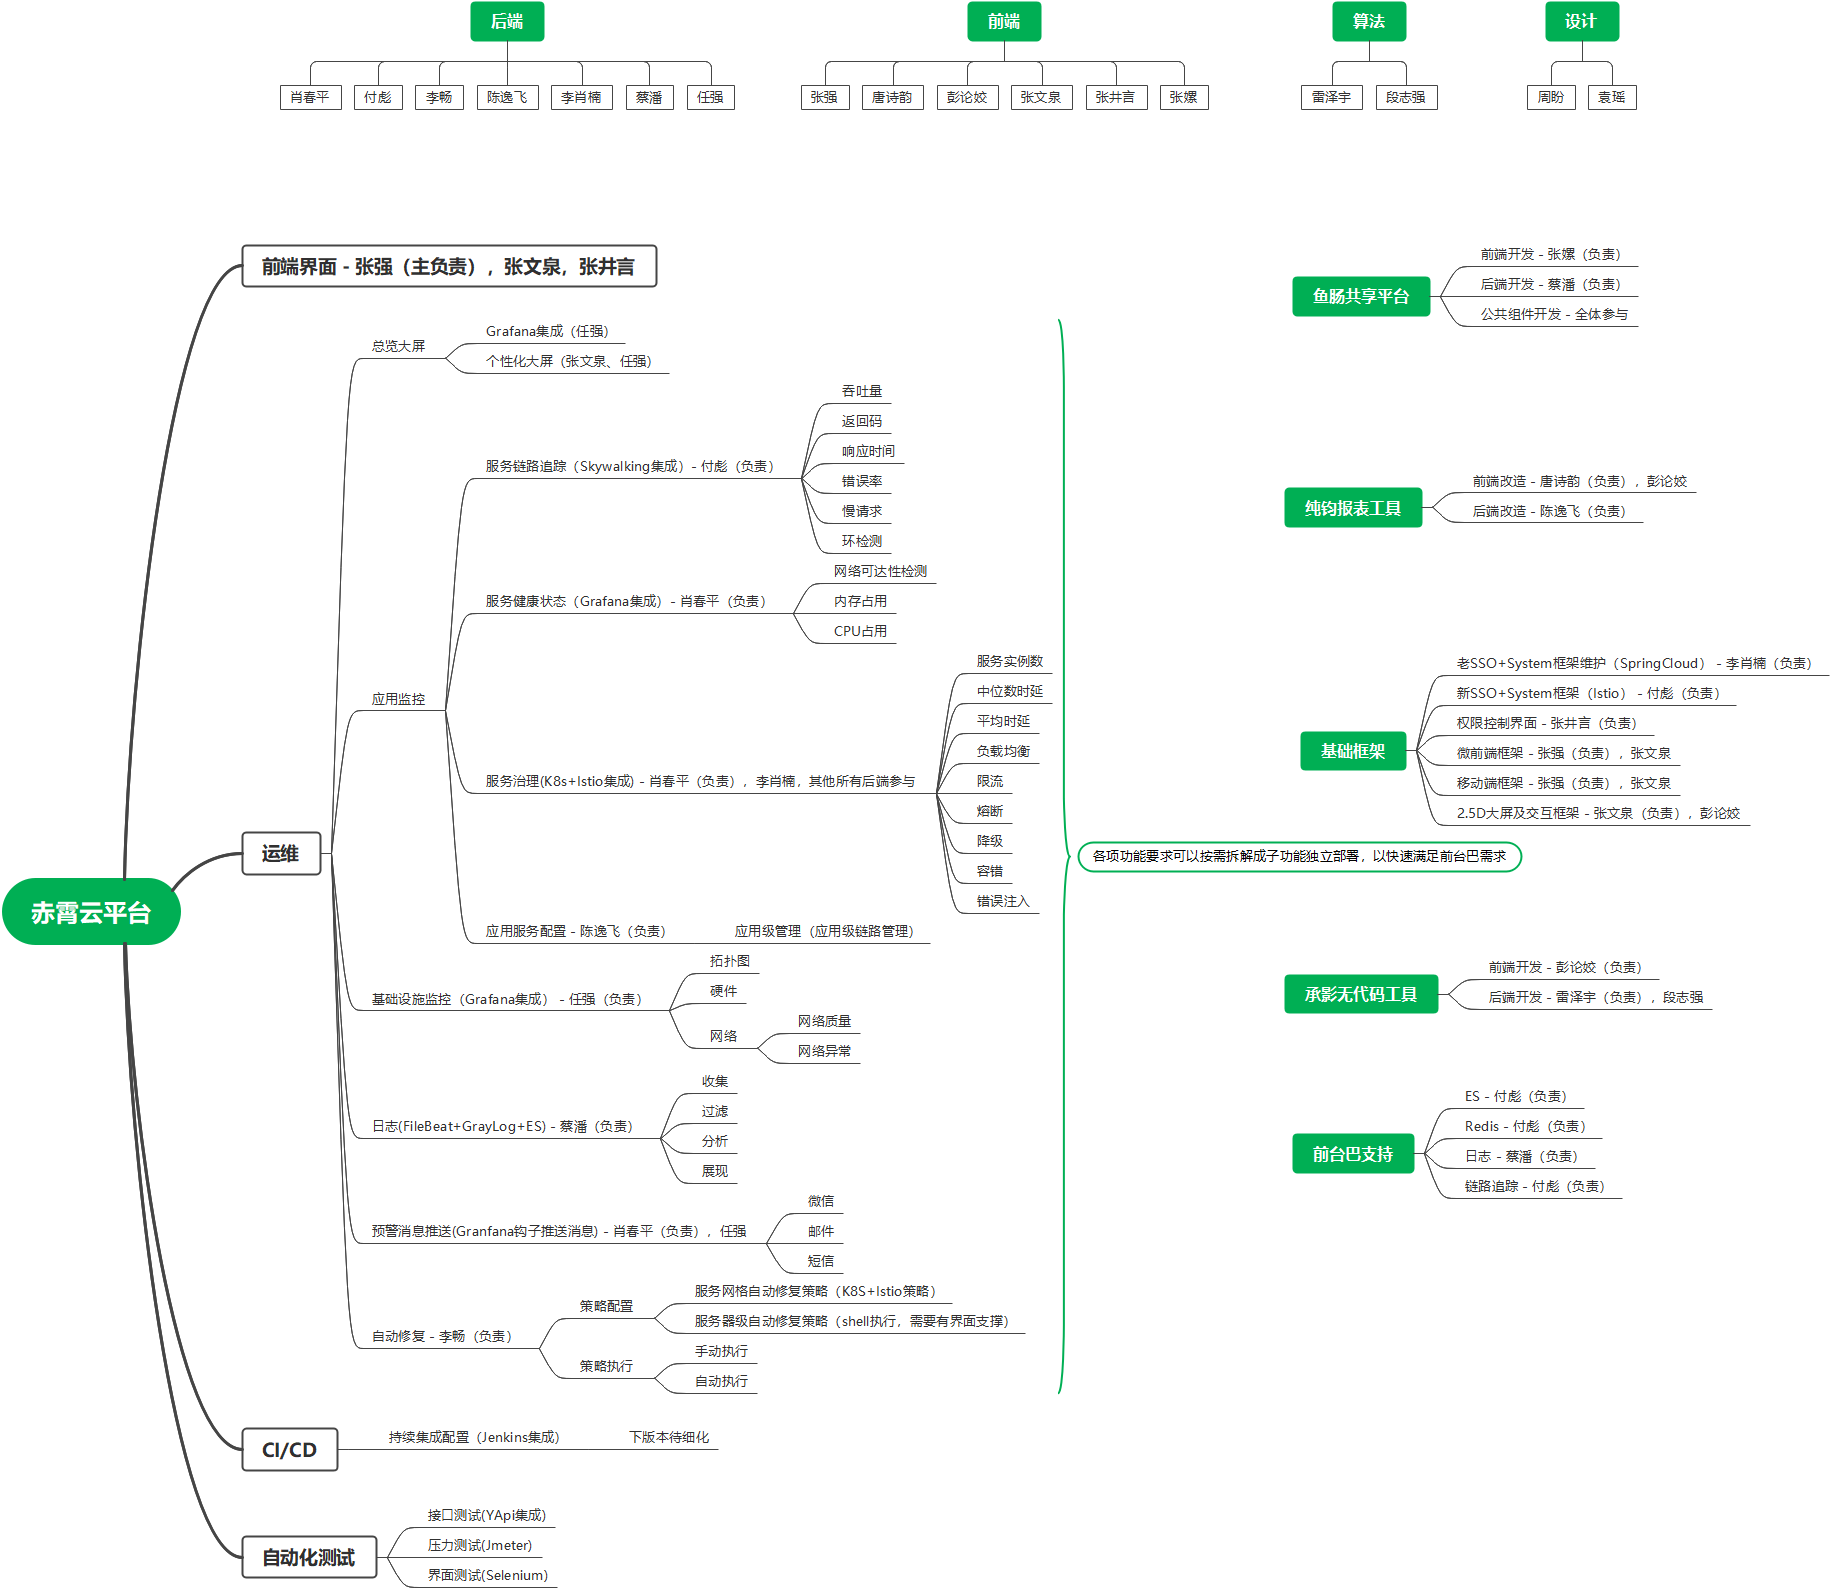 后端
前端
算法
设计
肖春平
付彪
李畅
陈逸飞
李肖楠
蔡潘
任强
张强
唐诗韵
彭论姣
张文泉
张井言
张嫘
雷泽宇
段志强
周盼
袁瑶
赤霄云平台
前端界面 - 张强（主负责），张文泉，张井言
运维
总览大屏
Grafana集成（任强）
个性化大屏（张文泉、任强）
应用监控
服务链路追踪（Skywalking集成）- 付彪（负责）
吞吐量
返回码
响应时间
错误率
慢请求
环检测
服务健康状态（Grafana集成）- 肖春平（负责）
网络可达性检测
内存占用
CPU占用
服务治理(K8s+Istio集成) - 肖春平（负责），李肖楠，其他所有后端参与
服务实例数
中位数时延
平均时延
负载均衡
限流
熔断
降级
容错
错误注入
应用服务配置 - 陈逸飞（负责）
应用级管理（应用级链路管理）
基础设施监控（Grafana集成） - 任强（负责）
拓扑图
硬件
网络
网络质量
网络异常
日志(FileBeat+GrayLog+ES) - 蔡潘（负责）
收集
过滤
分析
展现
预警消息推送(Granfana钩子推送消息) - 肖春平（负责），任强
微信
邮件
短信
自动修复 - 李畅（负责）
策略配置
服务网格自动修复策略（K8S+Istio策略）
服务器级自动修复策略（shell执行，需要有界面支撑）
策略执行
手动执行
自动执行
各项功能要求可以按需拆解成子功能独立部署，以快速满足前台巴需求
CI/CD
持续集成配置（Jenkins集成）
下版本待细化
自动化测试
接口测试(YApi集成)
压力测试(Jmeter)
界面测试(Selenium)
鱼肠共享平台
前端开发 - 张嫘（负责）
后端开发 - 蔡潘（负责）
公共组件开发 - 全体参与
纯钧报表工具
前端改造 - 唐诗韵（负责），彭论姣
后端改造 - 陈逸飞（负责）
基础框架
老SSO+System框架维护（SpringCloud） - 李肖楠（负责）
新SSO+System框架（Istio） - 付彪（负责）
权限控制界面 - 张井言（负责）
微前端框架 - 张强（负责），张文泉
移动端框架 - 张强（负责），张文泉
2.5D大屏及交互框架 - 张文泉（负责），彭论姣
承影无代码工具
前端开发 - 彭论姣（负责）
后端开发 - 雷泽宇（负责），段志强
前台巴支持
ES - 付彪（负责）
Redis - 付彪（负责）
日志 - 蔡潘（负责）
链路追踪 - 付彪（负责）